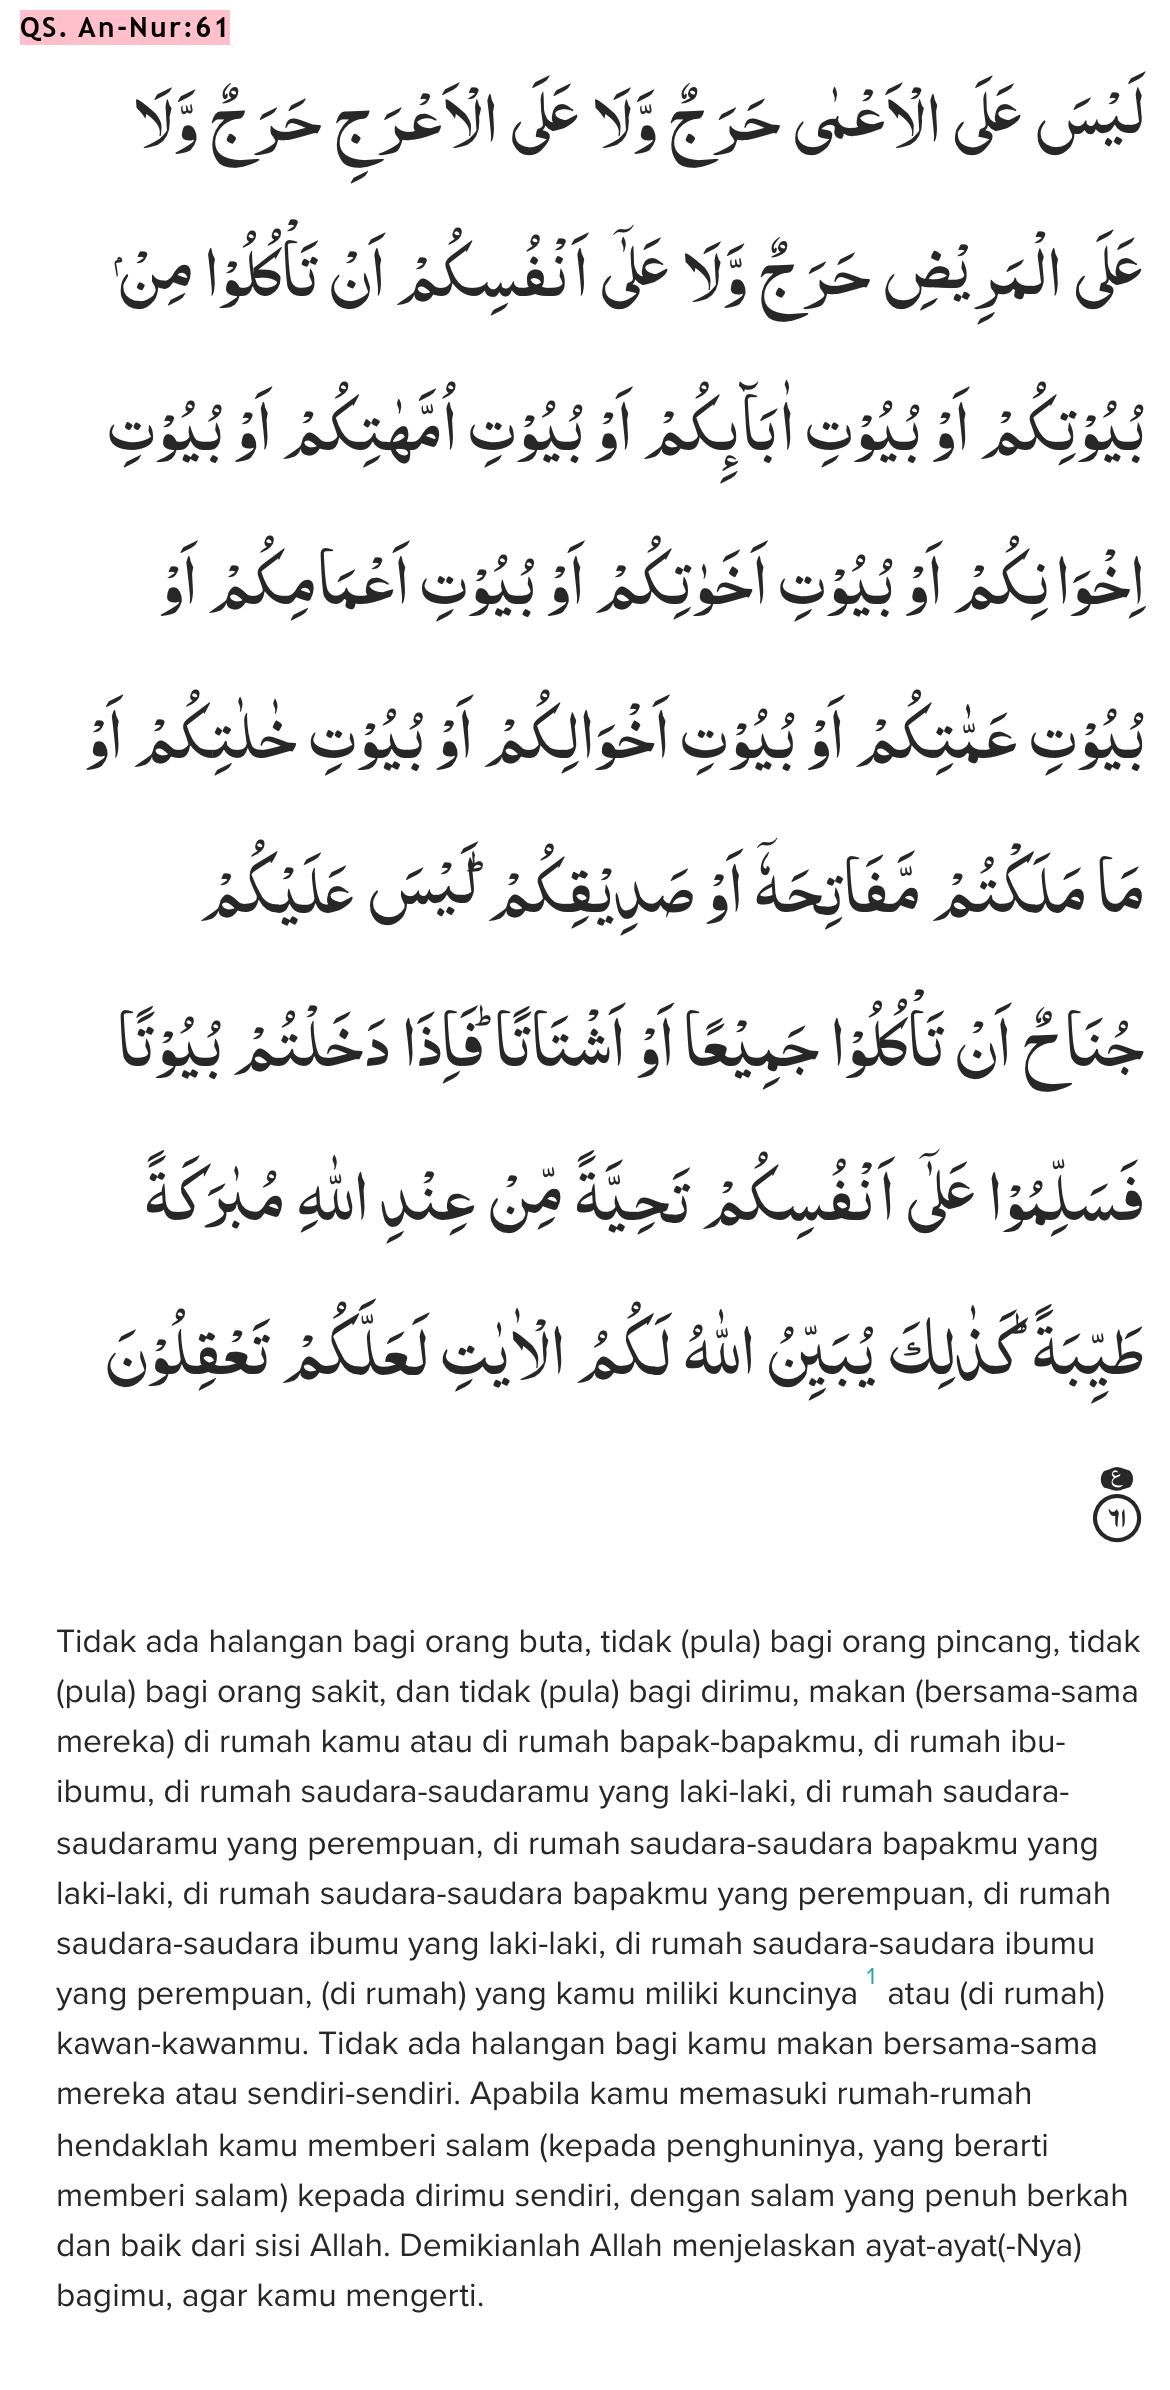 QS. An-Nur:61
لَيْسَ عَلَى الْاَعْمٰى حَرَجٌ وَّلَا عَلَى الْاَعْرَجِ حَرَجٌ وَّلَا
عَلَى الْمَرِيْضِ حَرَجٌ وَّلَا عَلٰٓى اَنْفُسِكُمْ اَنْ تَأْكُلُوْا مِنْۢ
بُيُوْتِكُمْ اَوْ بُيُوْتِ اٰبَاۤىِٕكُمْ اَوْ بُيُوْتِ اُمَّهٰتِكُمْ اَوْ بُيُوْتِ
اِخْوَانِكُمْ اَوْ بُيُوْتِ اَخَوٰتِكُمْ اَوْ بُيُوْتِ اَعْمَامِكُمْ اَوْ
بُيُوْتِ عَمّٰتِكُمْ اَوْ بُيُوْتِ اَخْوَالِكُمْ اَوْ بُيُوْتِ خٰلٰتِكُمْ اَوْ
مَا مَلَكْتُمْ مَّفَاتِحَهٗٓ اَوْ صَدِيْقِكُمْۗ لَيْسَ عَلَيْكُمْ
جُنَاحٌ اَنْ تَأْكُلُوْا جَمِيْعًا اَوْ اَشْتَاتًاۗ فَاِذَا دَخَلْتُمْ بُيُوْتًا
فَسَلِّمُوْا عَلٰٓى اَنْفُسِكُمْ تَحِيَّةً مِّنْ عِنْدِ اللّٰهِ مُبٰرَكَةً
طَيِّبَةًۗ كَذٰلِكَ يُبَيِّنُ اللّٰهُ لَكُمُ الْاٰيٰتِ لَعَلَّكُمْ تَعْقِلُوْنَ
ع
٦١
Tidak ada halangan bagi orang buta, tidak (pula) bagi orang pincang, tidak
(pula) bagi orang sakit, dan tidak (pula) bagi dirimu, makan (bersama-sama
mereka) di rumah kamu atau di rumah bapak-bapakmu, di rumah ibu-
ibumu, di rumah saudara-saudaramu yang laki-laki, di rumah saudara-
saudaramu yang perempuan, di rumah saudara-saudara bapakmu yang
laki-laki, di rumah saudara-saudara bapakmu yang perempuan, di rumah
saudara-saudara ibumu yang laki-laki, di rumah saudara-saudara ibumu
yang perempuan, (di rumah) yang kamu miliki kuncinya 1 atau (di rumah)
kawan-kawanmu. Tidak ada halangan bagi kamu makan bersama-sama
mereka atau sendiri-sendiri. Apabila kamu memasuki rumah-rumah
hendaklah kamu memberi salam (kepada penghuninya, yang berarti
memberi salam) kepada dirimu sendiri, dengan salam yang penuh berkah
dan baik dari sisi Allah. Demikianlah Allah menjelaskan ayat-ayat(-Nya)
bagimu, agar kamu mengerti.